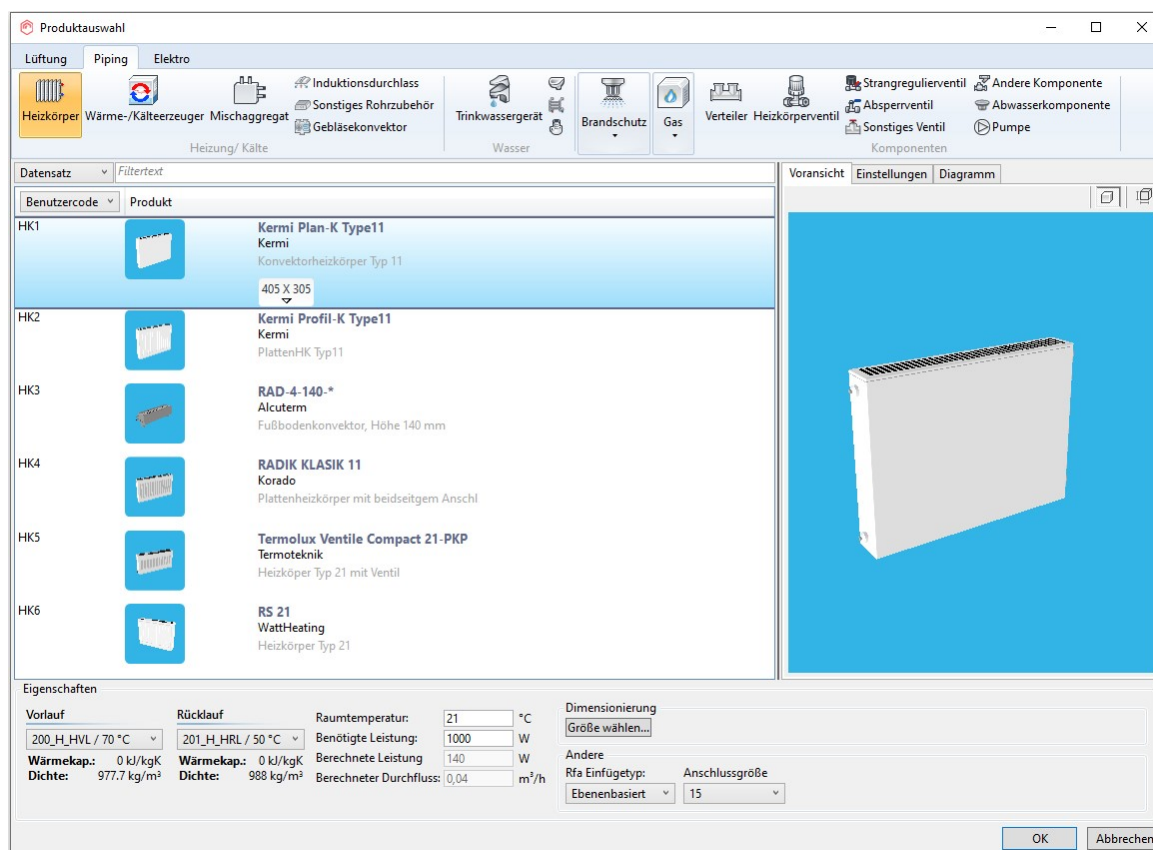 Produktauswahl
Lüftung Piping Elektro
Heizkörper Wärme-/Kälteerzeuger Mischaggregat
Induktionsdurchlass
Sonstiges Rohrzubehör
Gebläsekonvektor
Heizung/ Kälte
Trinkwassergerät
Wasser
Brandschutz Gas
Verteiler Heizkörperventil
Strangregulierventil Andere Komponente
Absperrventil Abwasserkomponente
Sonstiges Ventil Pumpe
Komponenten
Datensatz Filtertext
Benutzercode Produkt
HK1 Kermi Plan-K Type11
Kermi
Konvektorheizkörper Typ 11
405 X 305
HK2 Kermi Profil-K Type11
Kermi
PlattenHK Typ11
HK3 RAD-4-140-*
Alcuterm
Fußbodenkonvektor, Höhe 140 mm
HK4 RADIK KLASIK 11
Korado
Plattenheizkörper mit beidseitgem Anschl
HK5 Termolux Ventile Compact 21-PKP
Termoteknik
Heizköper Typ 21 mit Ventil
HK6 RS 21
WattHeating
Heizkörper Typ 21
Voransicht Einstellungen Diagramm
Eigenschaften
Vorlauf Rücklauf
200_H_HVL / 70 °C 201_H_HRL / 50 °C
Wärmekap.: 0 kJ/kgK Wärmekap.: 0 kJ/kgK
Dichte: 977.7 kg/m³ Dichte: 988 kg/m³
Raumtemperatur: 21 °C
Benötigte Leistung: 1000 W
Berechnete Leistung 140 W
Berechneter Durchfluss: 0,04 m³/h
Dimensionierung
Größe wählen...
Andere
Rfa Einfügetyp: Anschlussgröße
Ebenenbasiert 15
OK Abbrechen